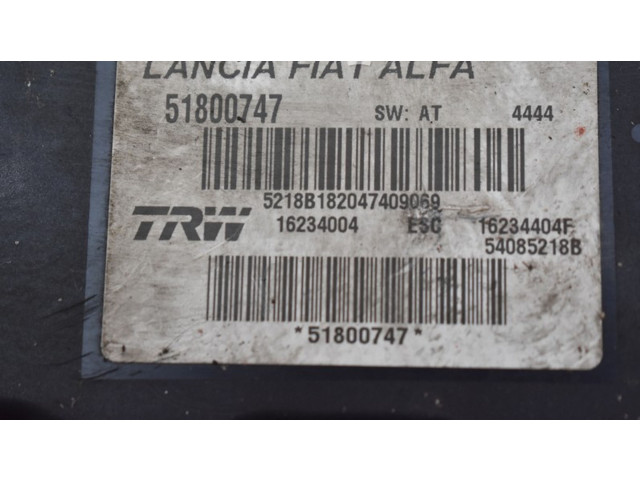 LANCIA FIAT ALFA
51800747 SW: AT 4444
5218B182047409069
TRW 16234004 ESC 16234404F
54085218B
*51800747*